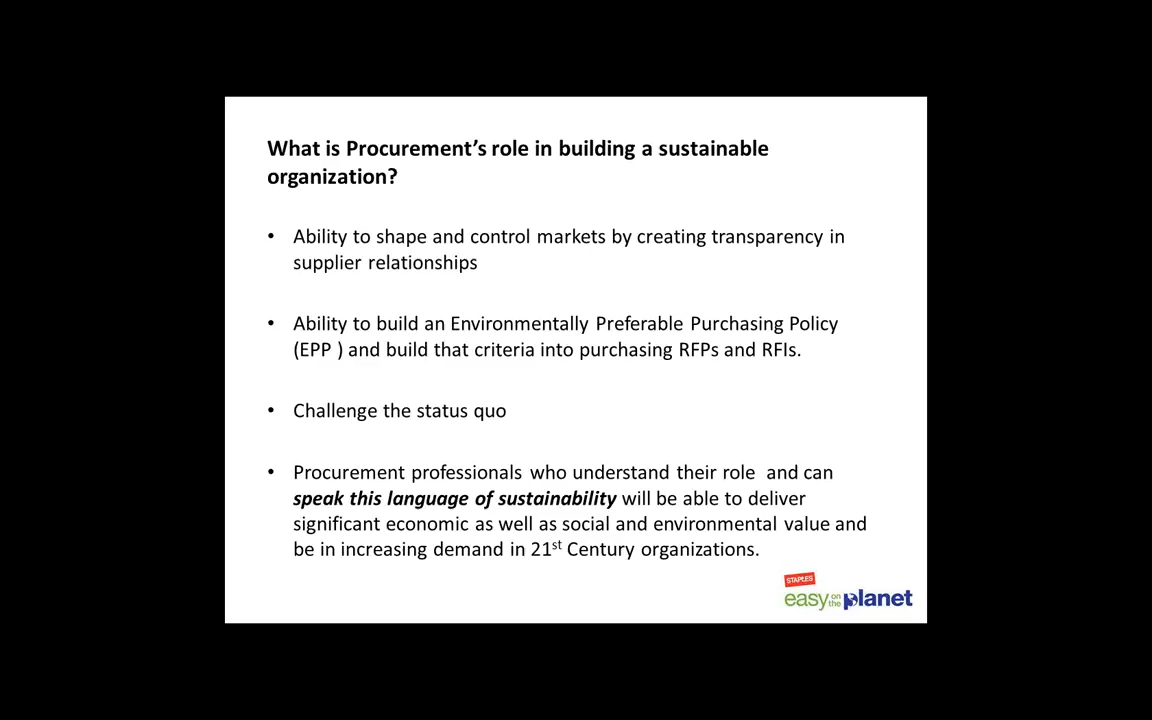 What is Procurement's role in building a sustainable
organization?
• Ability to shape and control markets by creating transparency in
supplier relationships
• Ability to build an Environmentally Preferable Purchasing Policy
(EPP ) and build that criteria into purchasing RFPs and RFIs.
• Challenge the status quo
• Procurement professionals who understand their role  and can
speak this language of sustainability will be able to deliver
significant economic as well as social and environmental value and
be in increasing demand in 21st Century organizations.
STAPLES
easy on the planet